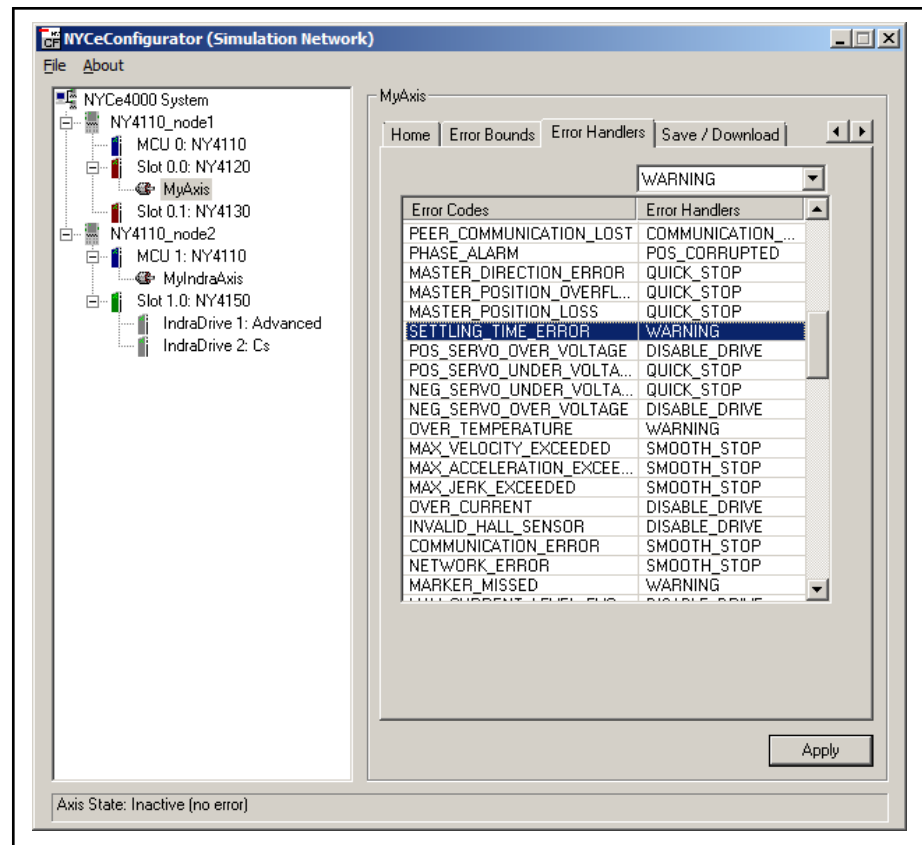 NYCeConfigurator (Simulation Network)
File About
NYCe4000 System
NY4110_node1
MCU 0: NY4110
Slot 0.0: NY4120
MyAxis
Slot 0.1: NY4130
NY4110_node2
MCU 1: NY4110
MyIndraAxis
Slot 1.0: NY4150
IndraDrive 1: Advanced
IndraDrive 2: Cs
MyAxis
Home Error Bounds Error Handlers Save / Download
WARNING
Error Codes Error Handlers
PEER_COMMUNICATION_LOST COMMUNICATION_...
PHASE_ALARM POS_CORRUPTED
MASTER_DIRECTION_ERROR QUICK_STOP
MASTER_POSITION_OVERFL... QUICK_STOP
MASTER_POSITION_LOSS QUICK_STOP
SETTLING_TIME_ERROR WARNING
POS_SERVO_OVER_VOLTAGE DISABLE_DRIVE
POS_SERVO_UNDER_VOLTA... QUICK_STOP
NEG_SERVO_UNDER_VOLTA... QUICK_STOP
NEG_SERVO_OVER_VOLTAGE DISABLE_DRIVE
OVER_TEMPERATURE WARNING
MAX_VELOCITY_EXCEEDED SMOOTH_STOP
MAX_ACCELERATION_EXCEE... SMOOTH_STOP
MAX_JERK_EXCEEDED SMOOTH_STOP
OVER_CURRENT DISABLE_DRIVE
INVALID_HALL_SENSOR DISABLE_DRIVE
COMMUNICATION_ERROR SMOOTH_STOP
NETWORK_ERROR SMOOTH_STOP
MARKER_MISSED WARNING
Apply
Axis State: Inactive (no error)